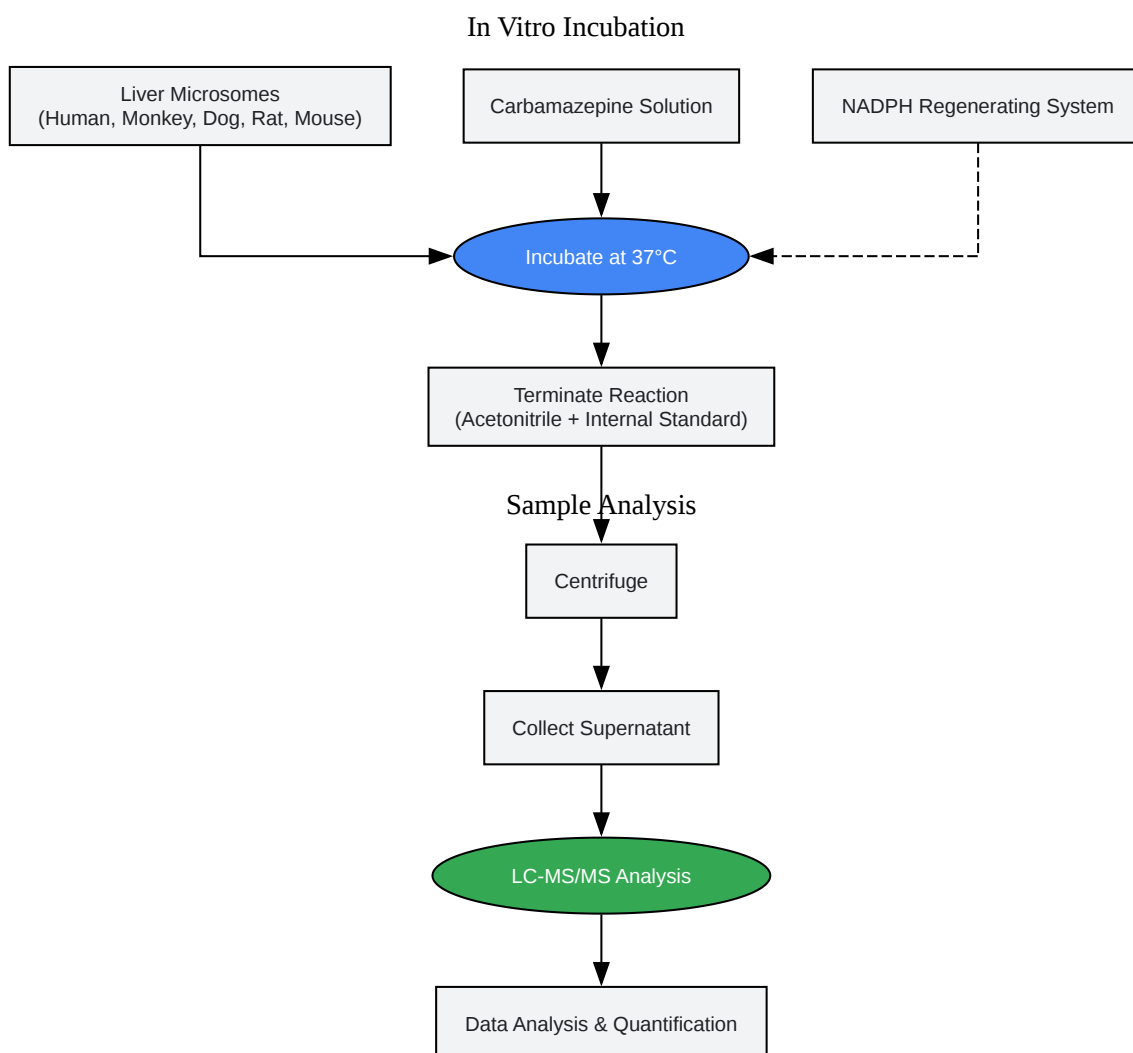 In Vitro Incubation
Liver Microsomes
(Human, Monkey, Dog, Rat, Mouse)
Carbamazepine Solution
NADPH Regenerating System
Incubate at 37°C
Terminate Reaction
(Acetonitrile + Internal Standard)
Sample Analysis
Centrifuge
Collect Supernatant
LC-MS/MS Analysis
Data Analysis & Quantification